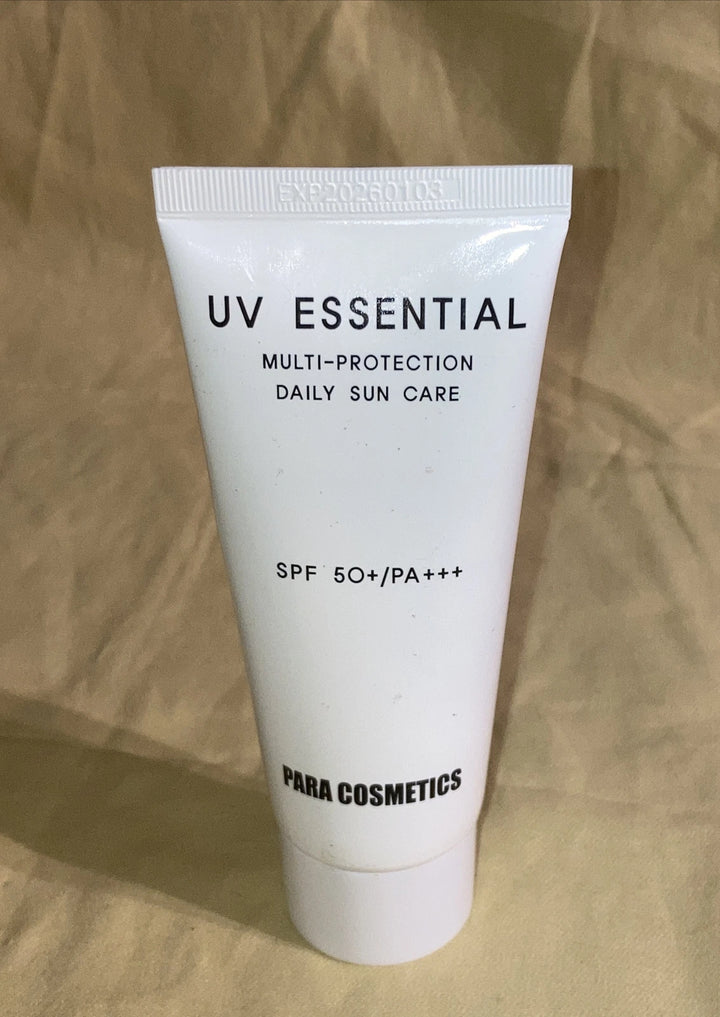 EXP20260103
UV ESSENTIAL
MULTI-PROTECTION
DAILY SUN CARE
SPF 50+/PA+++
PARA COSMETICS